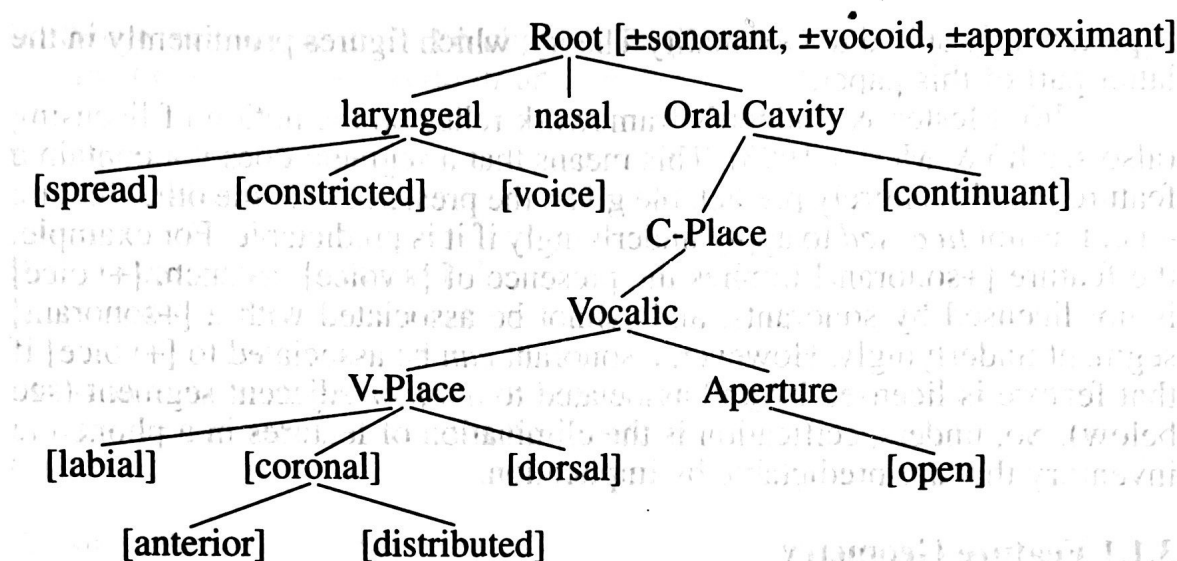 Root [±sonorant, ±vocoid, ±approximant]
laryngeal nasal Oral Cavity
[spread] [constricted] [voice] [continuant]
C-Place
Vocalic
V-Place Aperture
[labial] [coronal] [dorsal] [open]
[anterior] [distributed]